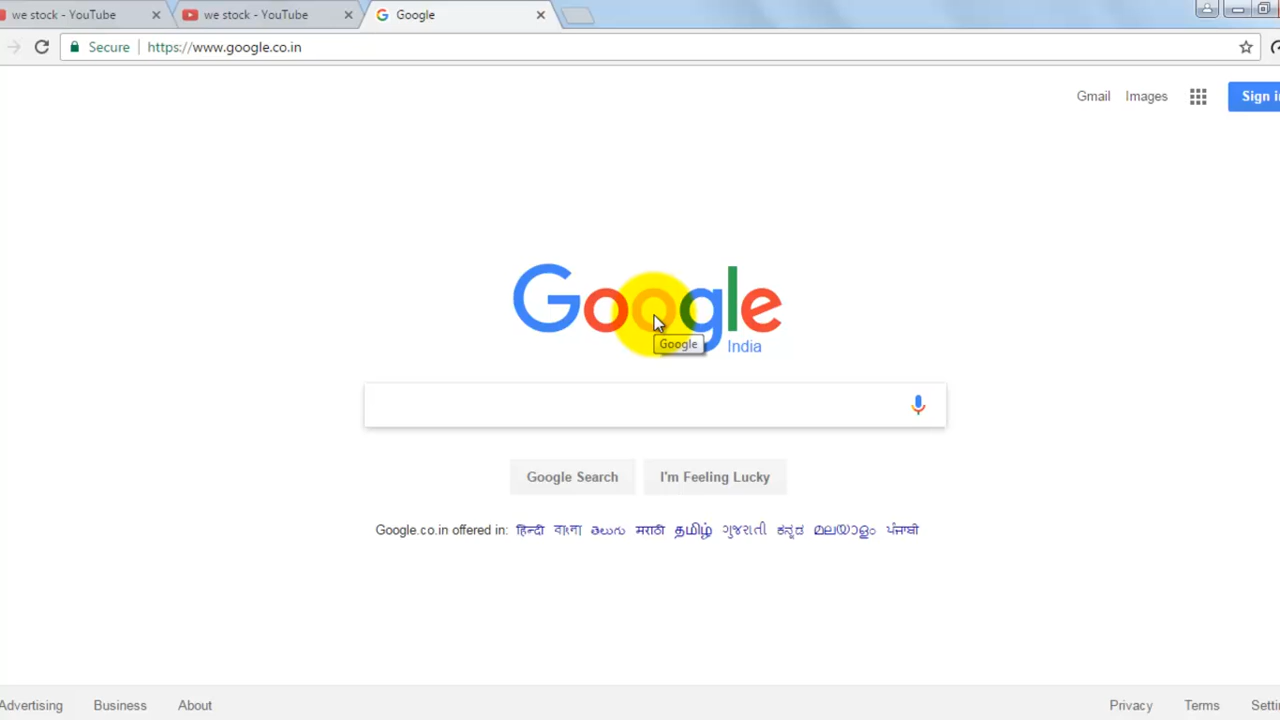 we stock - YouTube we stock - YouTube Google
Secure https://www.google.co.in
Gmail Images Sign i
Google
Google
India
Google Search I'm Feeling Lucky
Google.co.in offered in: हिन्दी বাংলা తెలుగు मराठी தமிழ் ગુજરાતી ಕನ್ನಡ മലയാളം ਪੰਜਾਬੀ
Advertising Business About Privacy Terms Setti